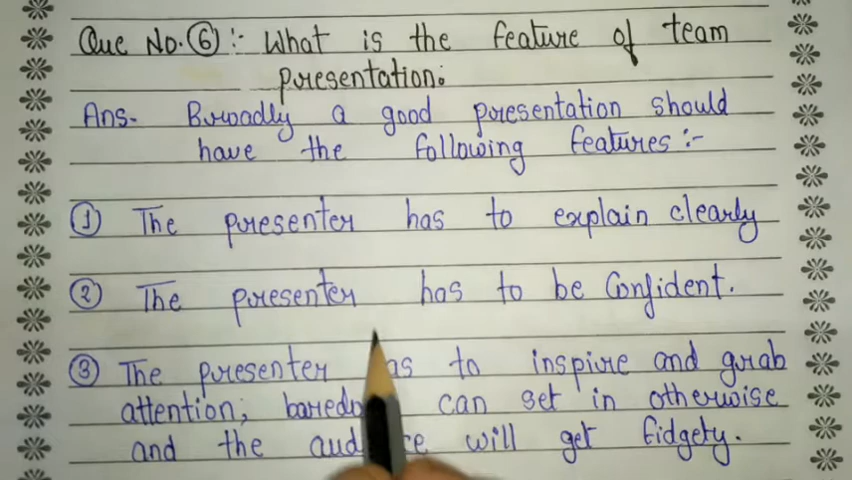 Que No. ⑥ :- What is the feature of team
presentation:
Ans- Broadly a good presentation should
have the following features :-
① The presenter has to explain clearly
② The presenter has to be Confident.
③ The presenter to inspire and grab
attention; can set in otherwise
and the will get fidgety.